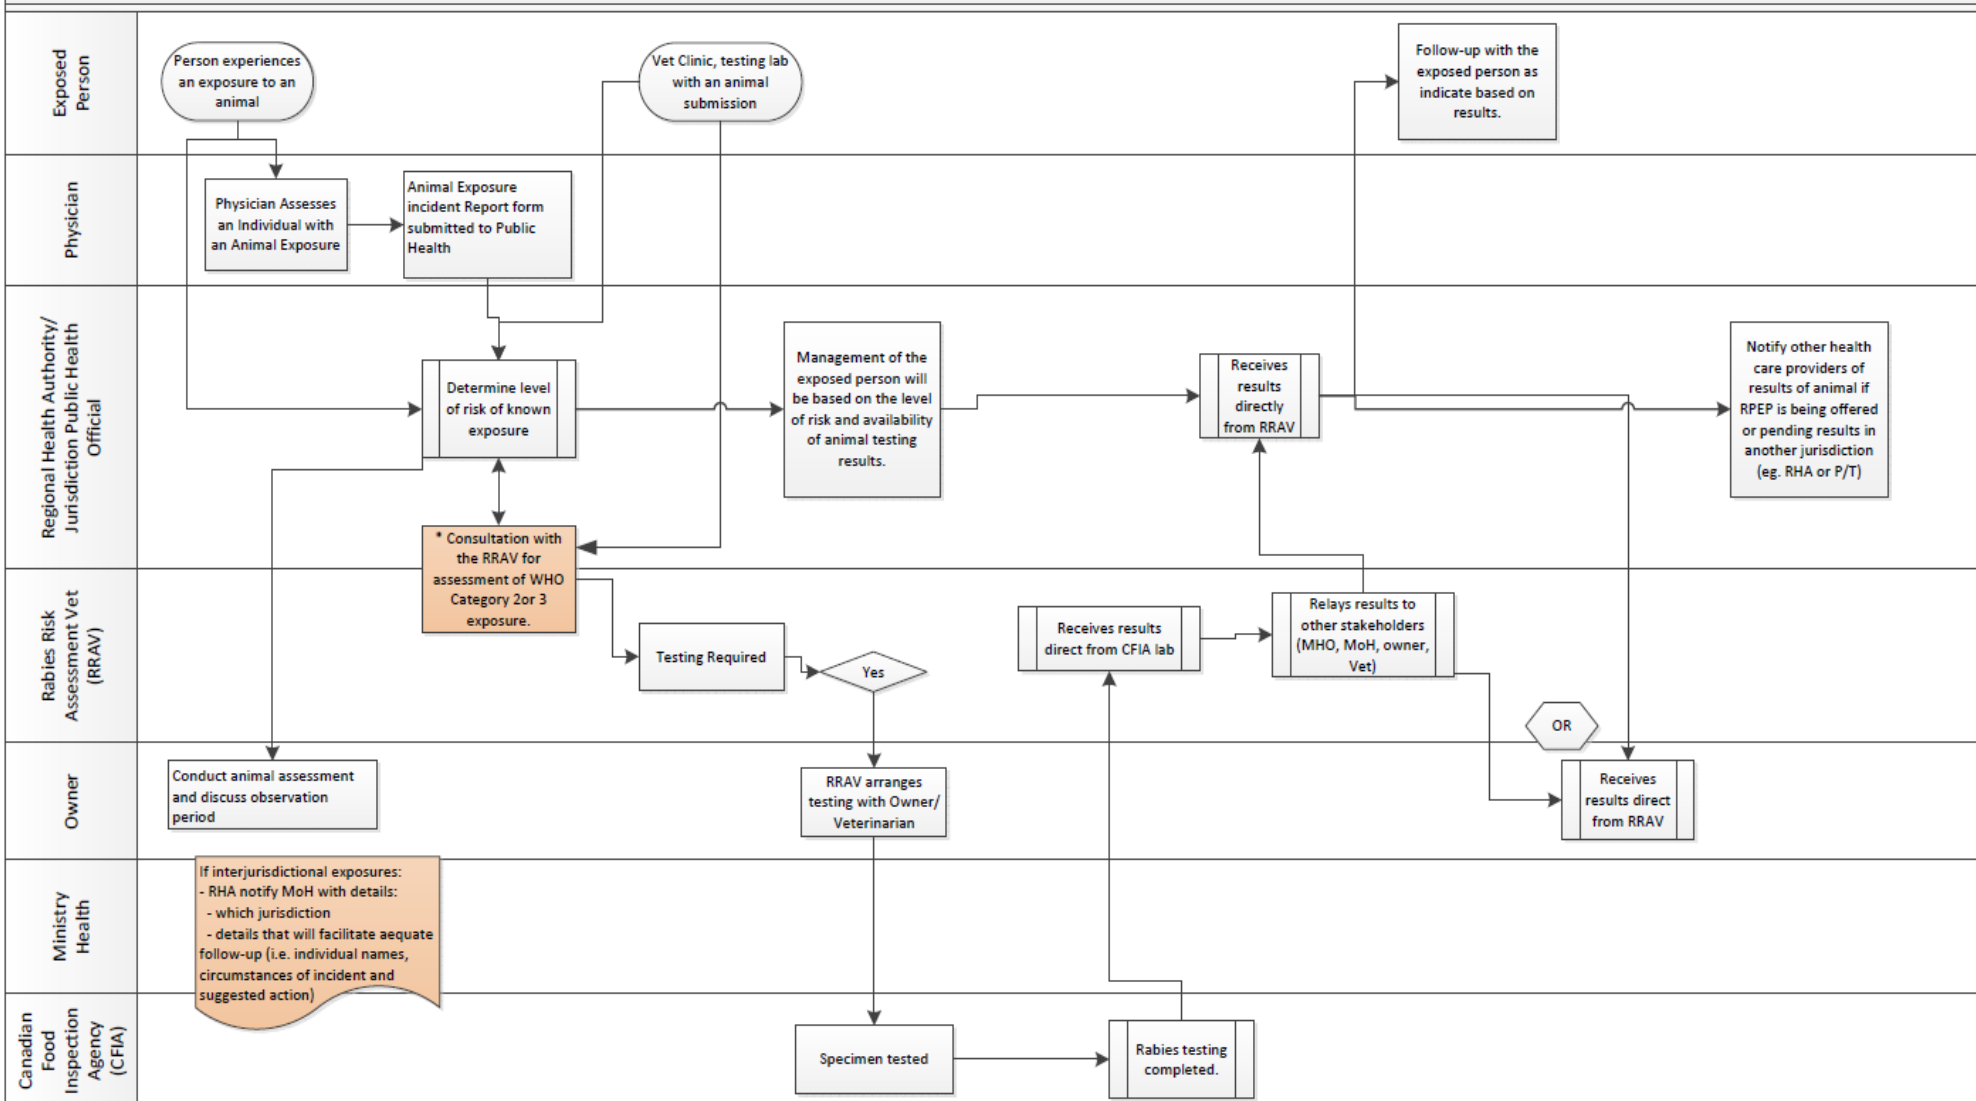 Exposed
Person
Person experiences
an exposure to an
animal
Vet Clinic, testing lab
with an animal
submission
Follow-up with the
exposed person as
indicate based on
results.
Physician
Physician Assesses
an Individual with
an Animal Exposure
Animal Exposure
incident Report form
submitted to Public
Health
Regional Health Authority/
Jurisdiction Public Health
Official
Determine level
of risk of known
exposure
Management of the
exposed person will
be based on the level
of risk and availability
of animal testing
results.
Receives
results
directly
from RRAV
Notify other health
care providers of
results of animal if
RPEP is being offered
or pending results in
another jurisdiction
(eg. RHA or P/T)
* Consultation with
the RRAV for
assessment of WHO
Category 2or 3
exposure.
Rabies Risk
Assessment Vet
(RRAV)
Testing Required
Yes
Receives results
direct from CFIA lab
Relays results to
other stakeholders
(MHO, MoH, owner,
Vet)
OR
Owner
Conduct animal assessment
and discuss observation
period
RRAV arranges
testing with Owner/
Veterinarian
Receives
results direct
from RRAV
Ministry
Health
If interjurisdictional exposures:
- RHA notify MoH with details:
- which jurisdiction
- details that will facilitate aequate
follow-up (i.e. individual names,
circumstances of incident and
suggested action)
Canadian
Food
Inspection
Agency
(CFIA)
Specimen tested
Rabies testing
completed.